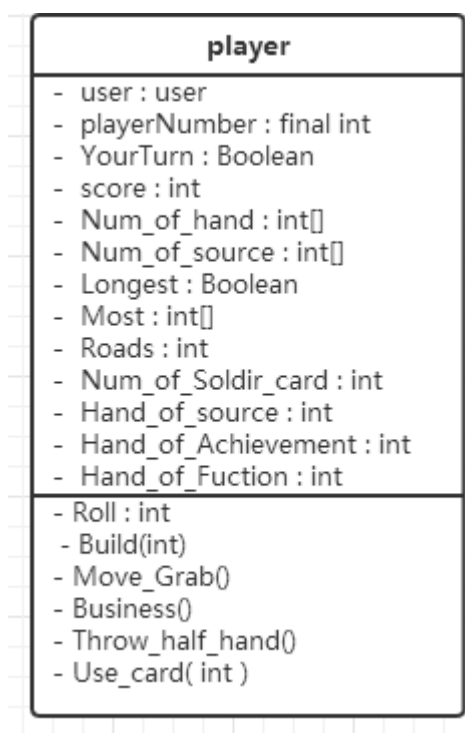 player
- user : user
- playerNumber : final int
- YourTurn : Boolean
- score : int
- Num_of_hand : int[]
- Num_of_source : int[]
- Longest : Boolean
- Most : int[]
- Roads : int
- Num_of_Soldir_card : int
- Hand_of_source : int
- Hand_of_Achievement : int
- Hand_of_Fuction : int
- Roll : int
- Build(int)
- Move_Grab()
- Business()
- Throw_half_hand()
- Use_card( int )